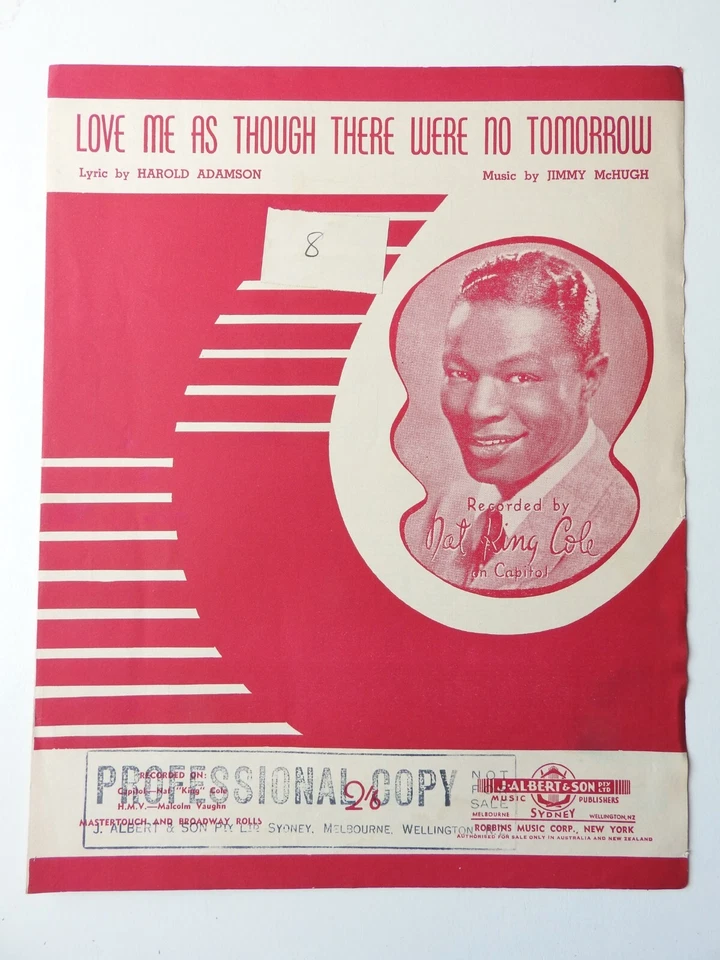 LOVE ME AS THOUGH THERE WERE NO TOMORROW
Lyric by HAROLD ADAMSON
Music by JIMMY McHUGH
8
Recorded by
Nat King Cole
on Capitol
PROFESSIONAL COPY
NOT
FOR
SALE
J. ALBERT & SON PTY LTD SYDNEY, MELBOURNE, WELLINGTON
RECORDED ON:
Capitol—Nat "King" Cole
H.M.V.—Malcolm Vaughn
MASTERTOUCH AND BROADWAY ROLLS
2/6
J. ALBERT & SON PTY LTD
MUSIC PUBLISHERS
MELBOURNE SYDNEY WELLINGTON, NZ
ROBBINS MUSIC CORP., NEW YORK
AUTHORISED FOR SALE ONLY IN AUSTRALIA AND NEW ZEALAND